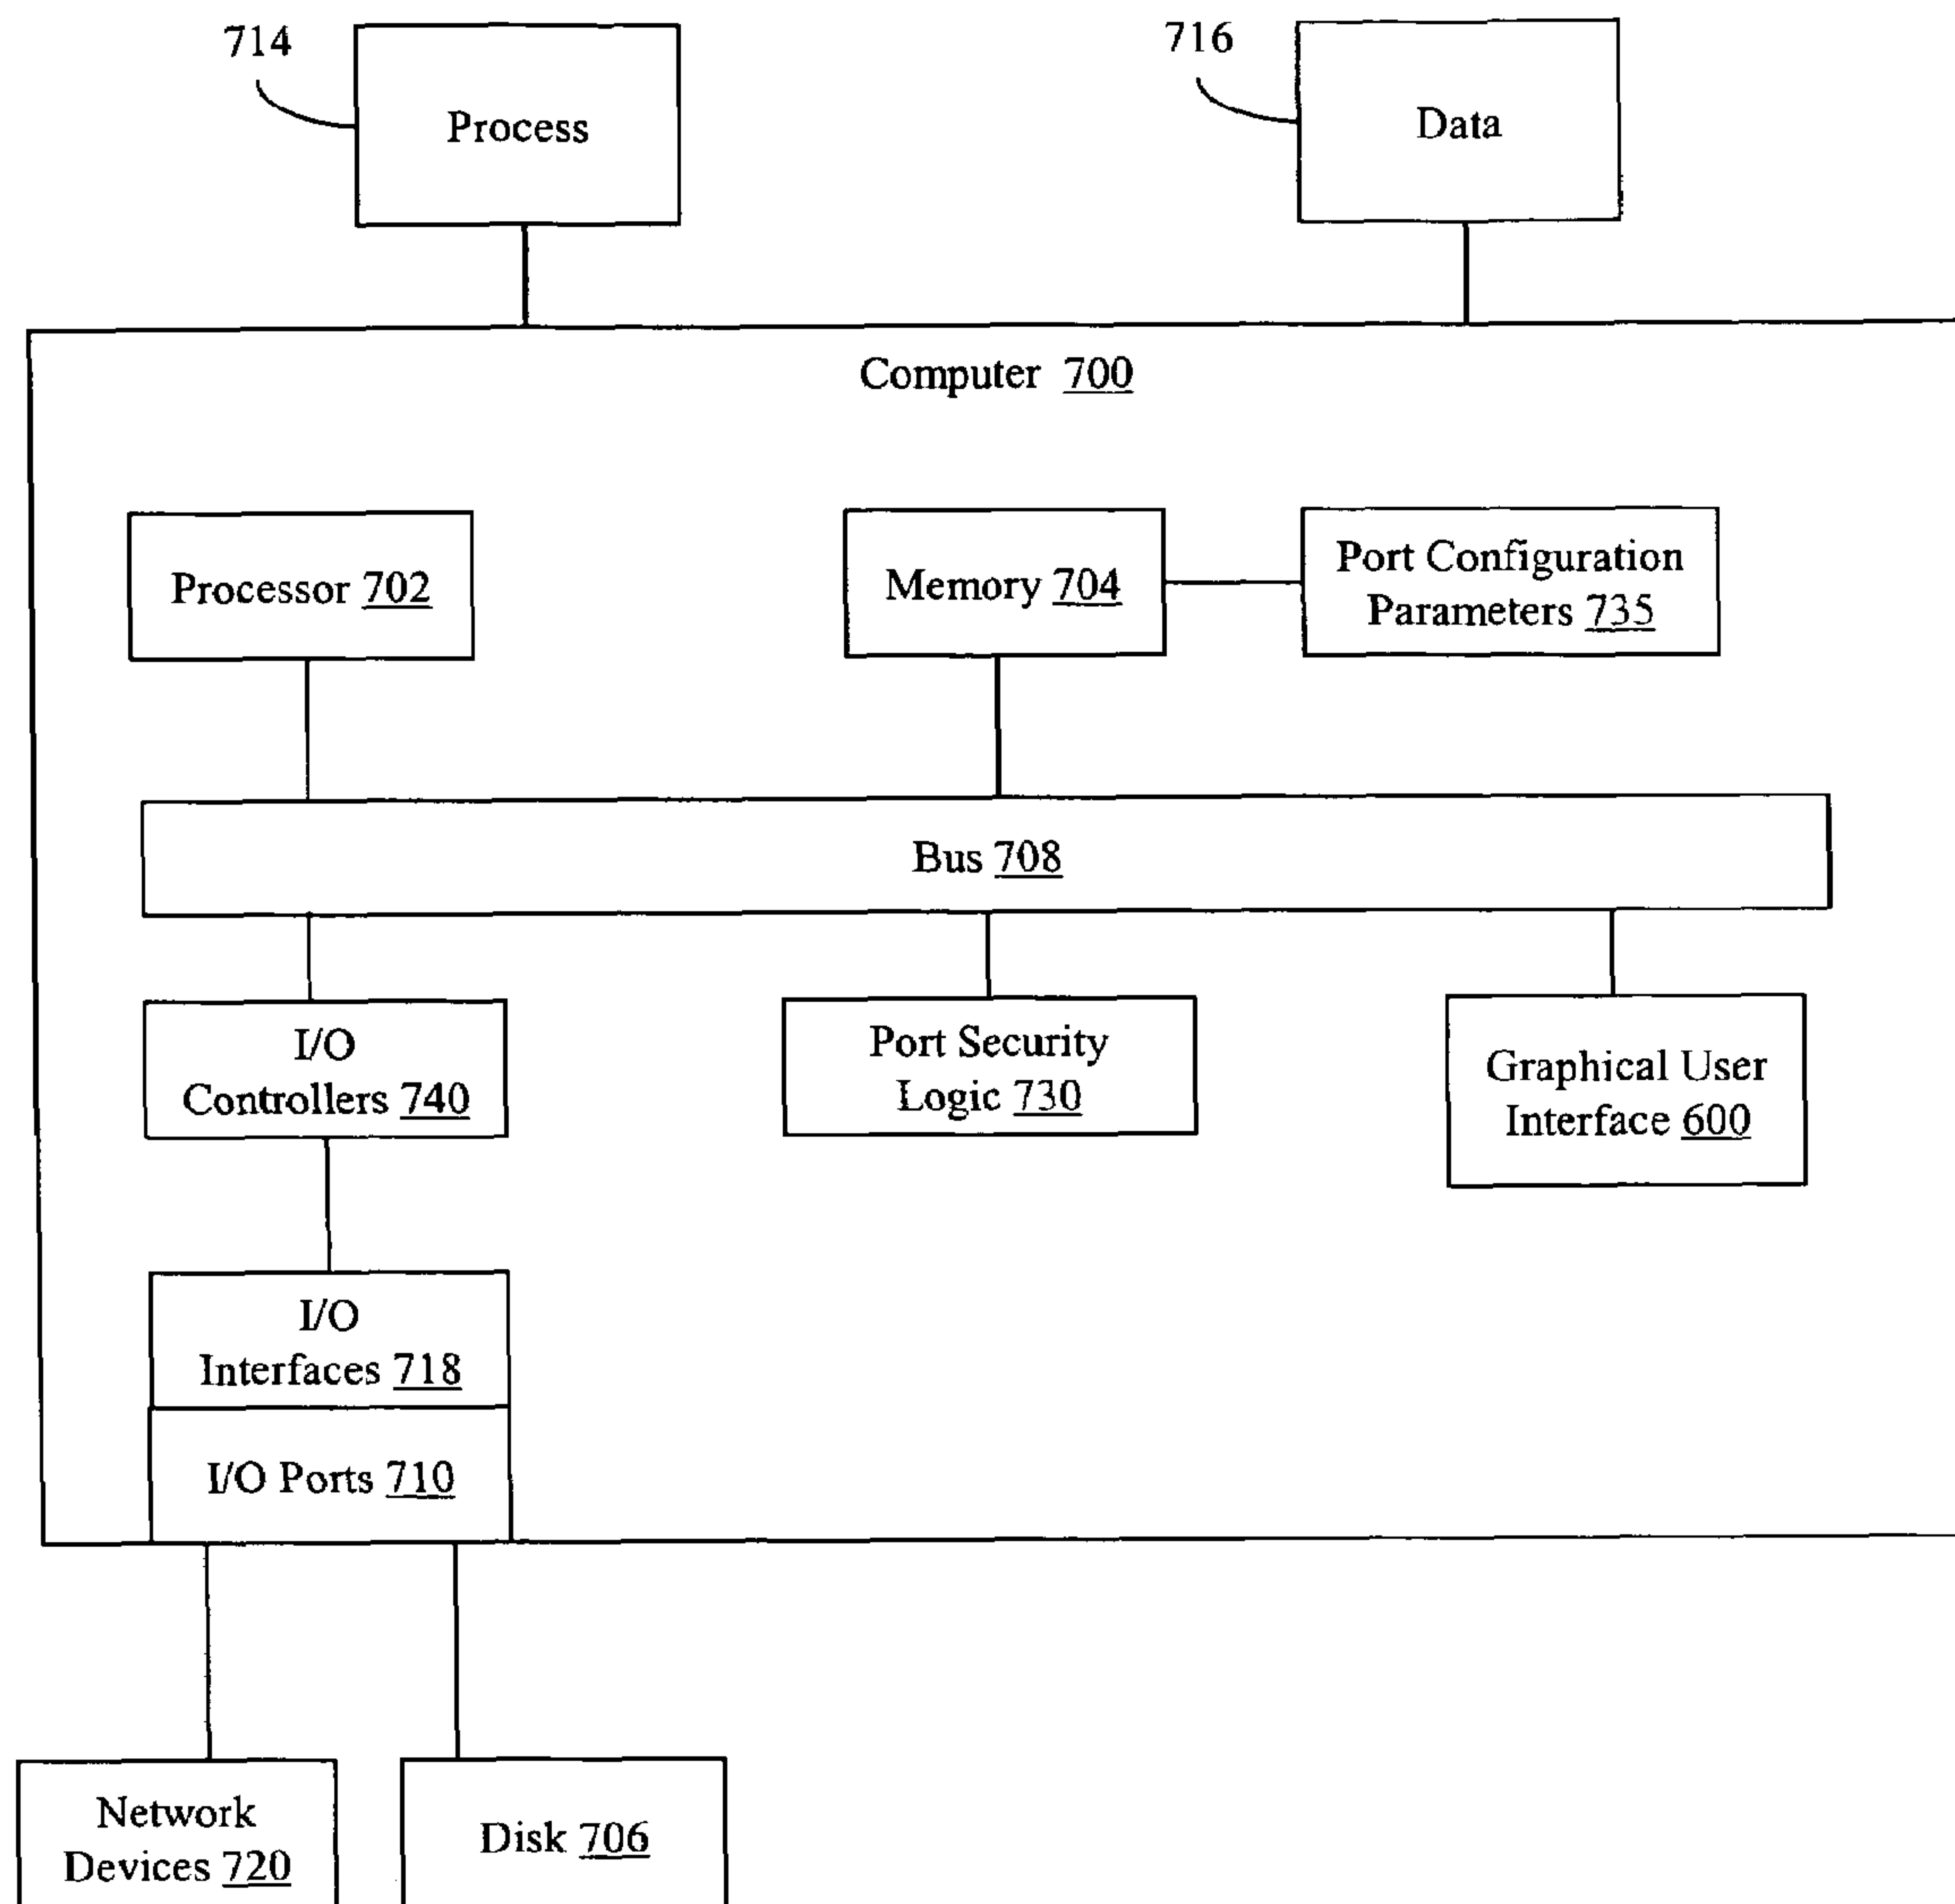 714
Process
716
Data
Computer 700
Processor 702
Memory 704
Port Configuration
Parameters 735
Bus 708
I/O
Controllers 740
Port Security
Logic 730
Graphical User
Interface 600
I/O
Interfaces 718
I/O Ports 710
Network
Devices 720
Disk 706